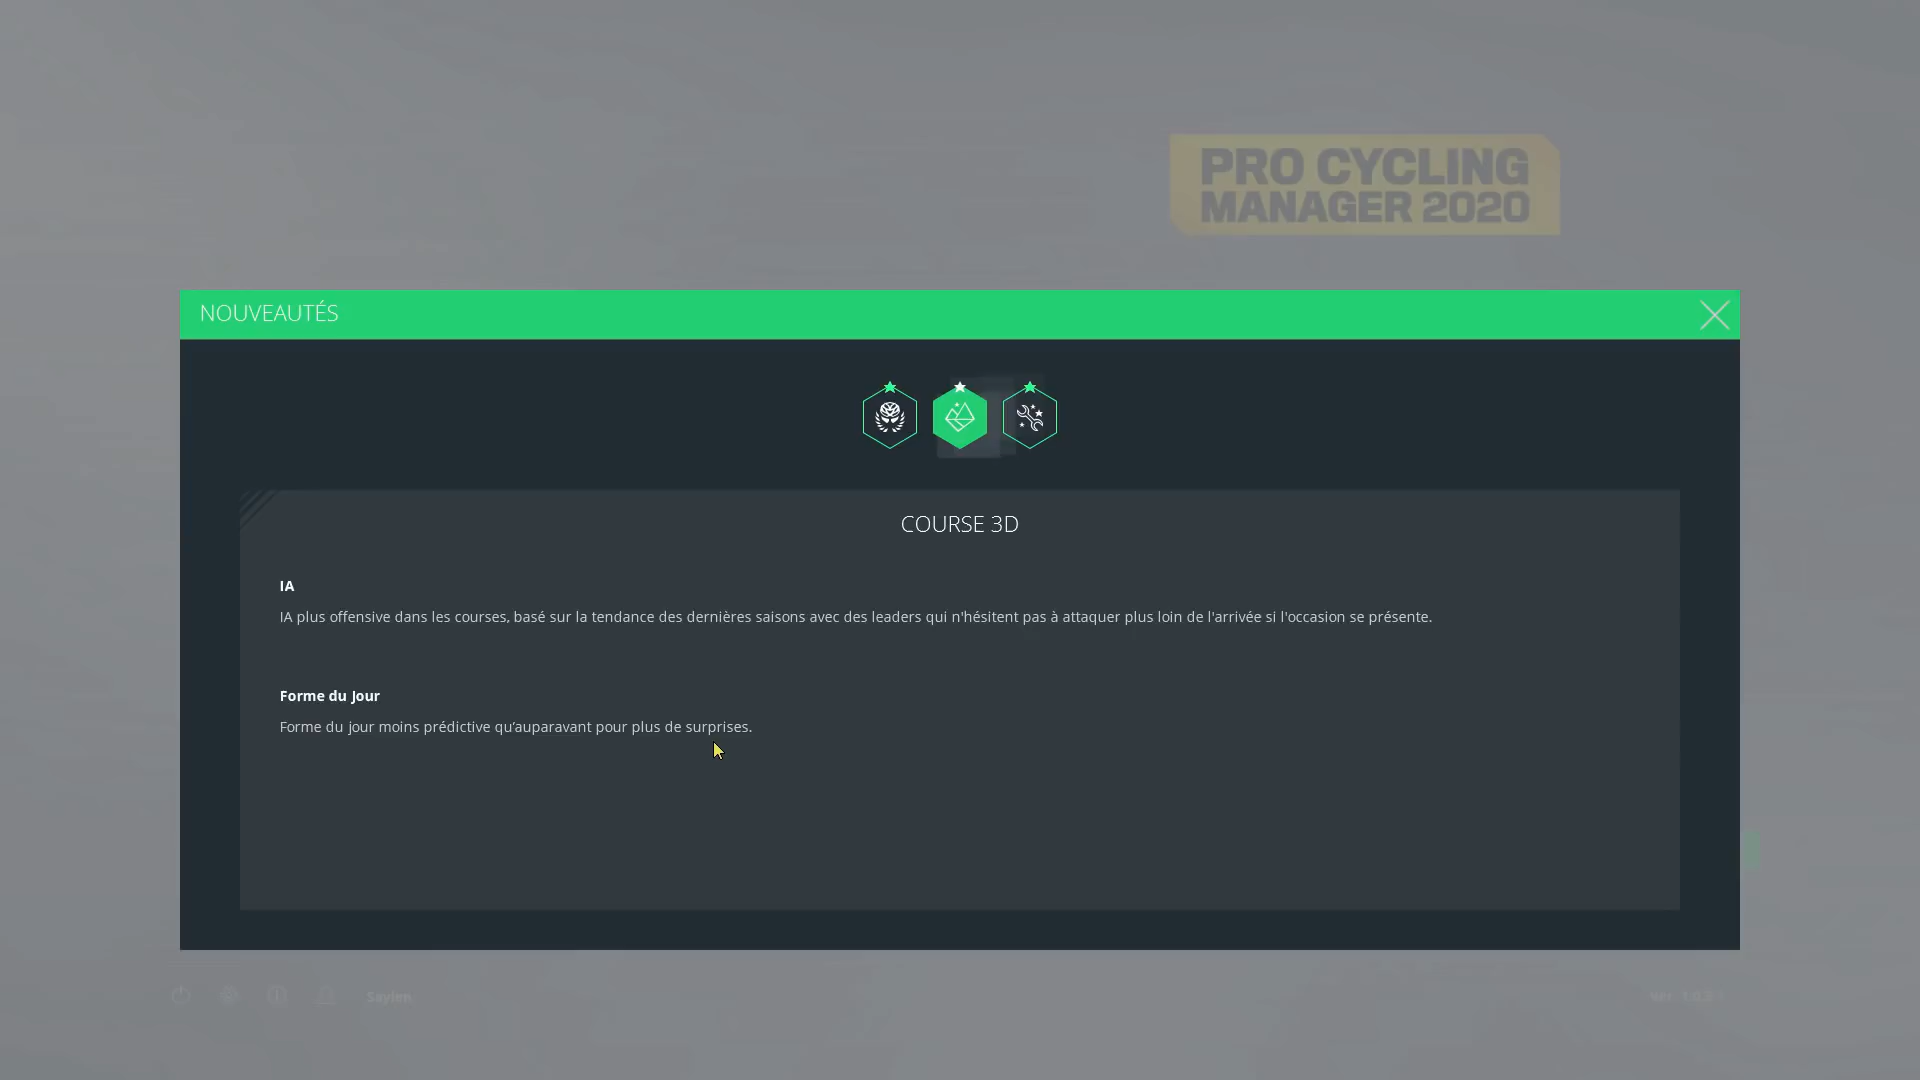 PRO CYCLING
MANAGER 2020
NOUVEAUTÉS
COURSE 3D
IA
IA plus offensive dans les courses, basé sur la tendance des dernières saisons avec des leaders qui n'hésitent pas à attaquer plus loin de l'arrivée si l'occasion se présente.
Forme du Jour
Forme du jour moins prédictive qu’auparavant pour plus de surprises.